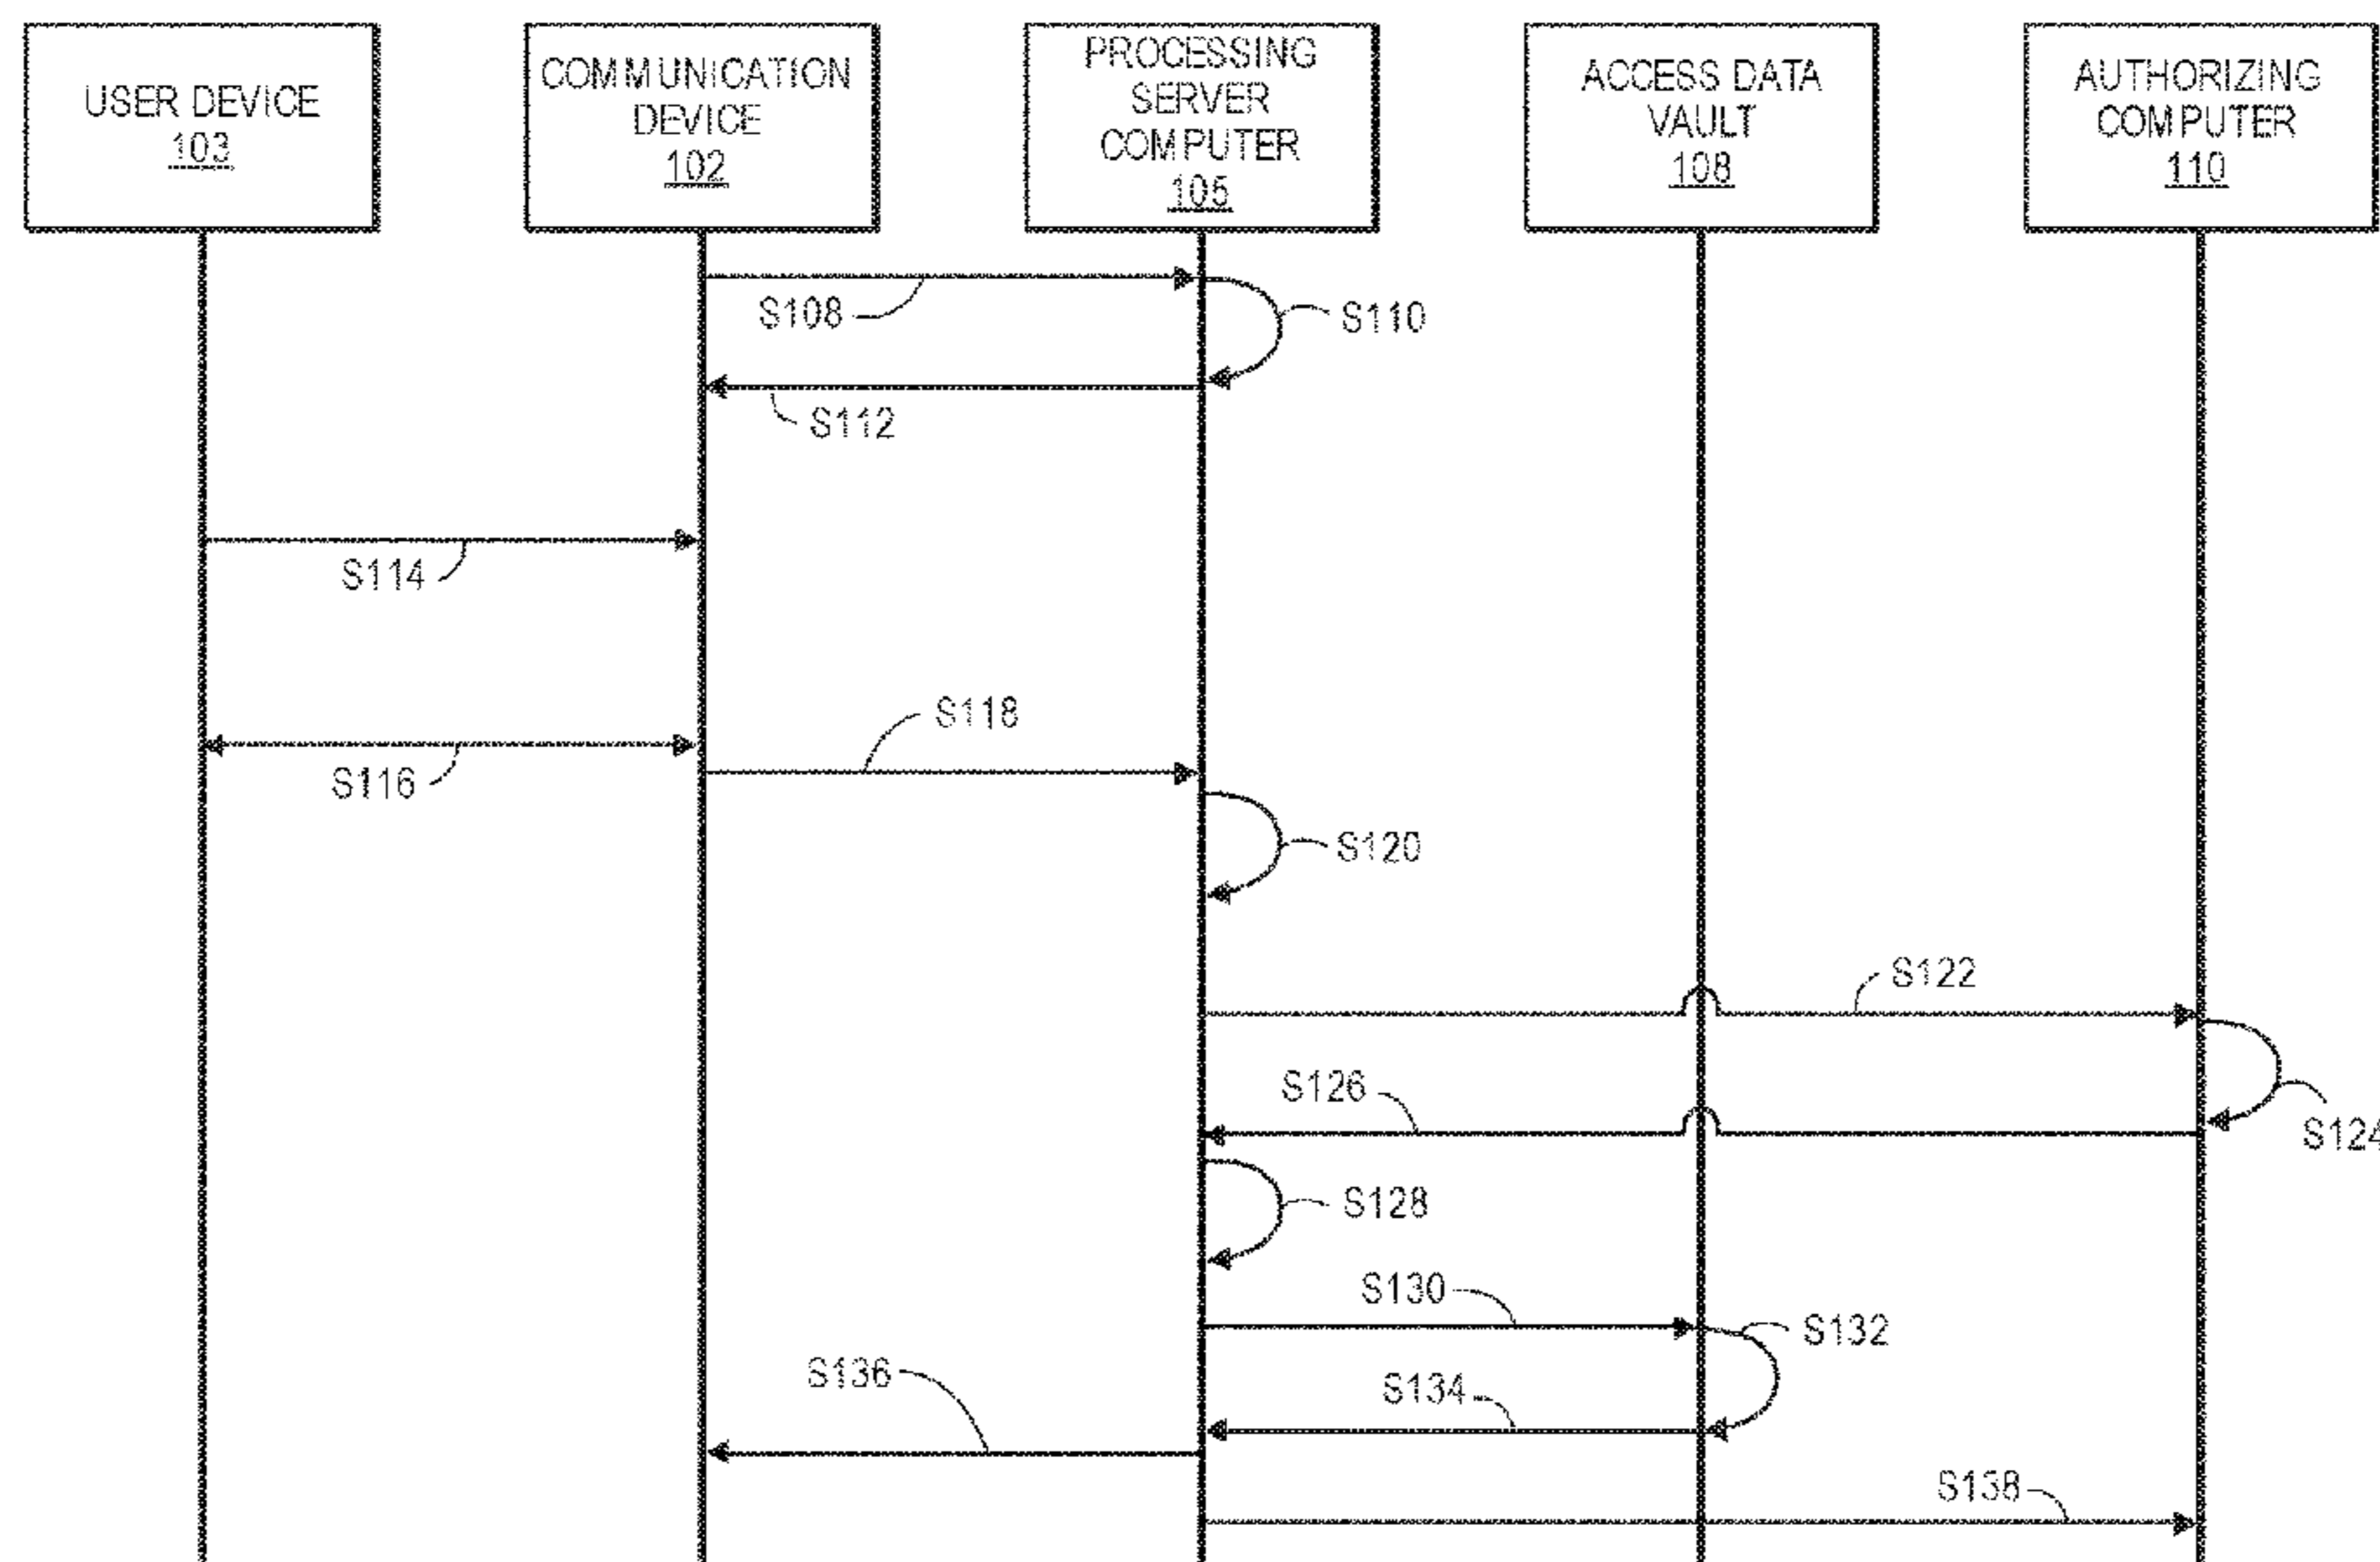 USER DEVICE
103
COMMUNICATION
DEVICE
102
PROCESSING
SERVER
COMPUTER
105
ACCESS DATA
VAULT
108
AUTHORIZING
COMPUTER
110
S108
S110
S112
S114
S118
S116
S120
S122
S126
S124
S128
S130
S132
S136
S134
S138